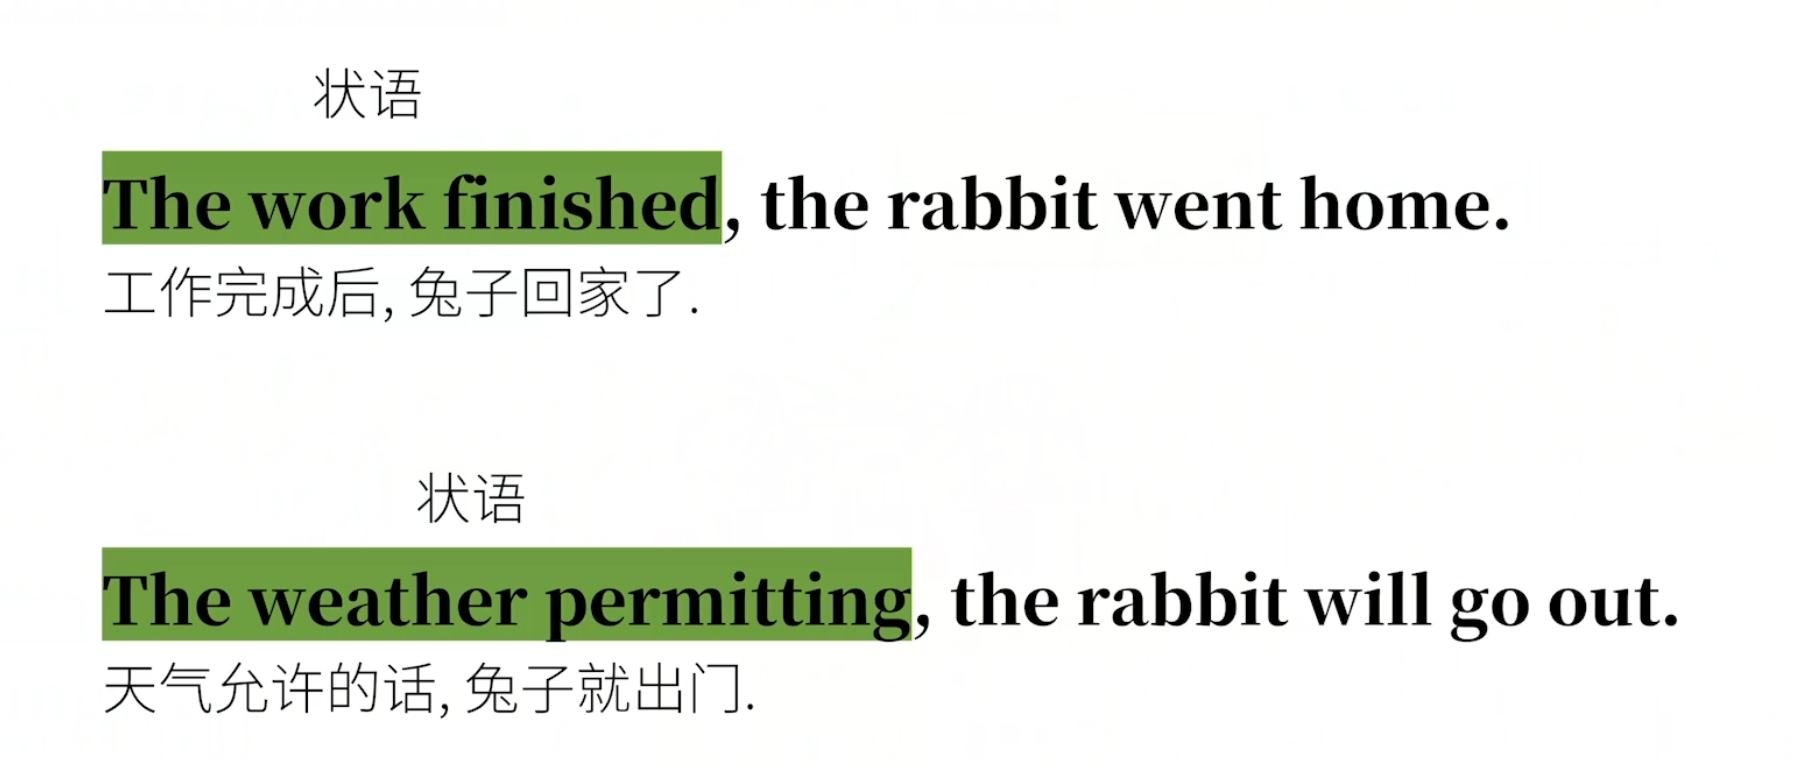 状语
The work finished, the rabbit went home.
工作完成后, 兔子回家了.
状语
The weather permitting, the rabbit will go out.
天气允许的话, 兔子就出门.